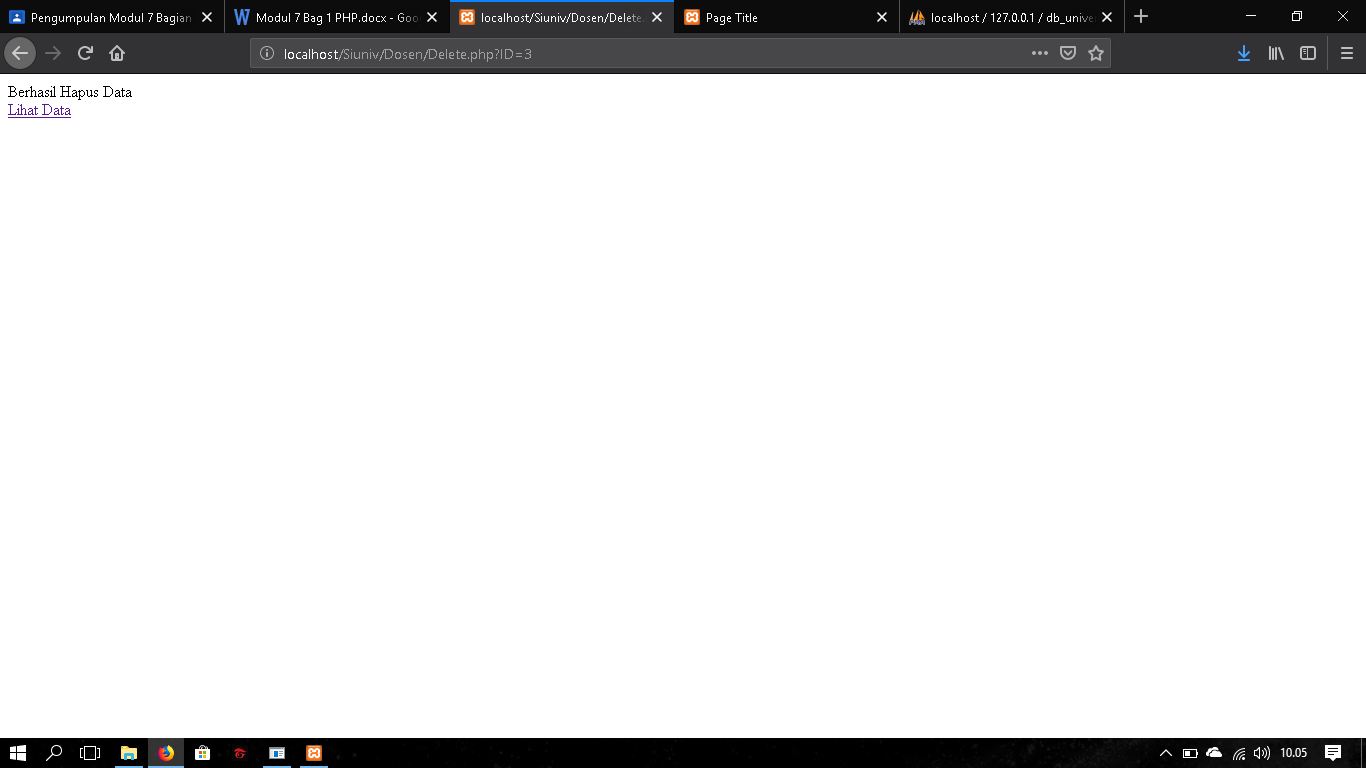 Pengumpulan Modul 7 Bagian
Modul 7 Bag 1 PHP.docx - Goo
localhost/Siuniv/Dosen/Delete.
Page Title
localhost / 127.0.0.1 / db_unive
localhost/Siuniv/Dosen/Delete.php?ID=3
Berhasil Hapus Data
Lihat Data
10.05